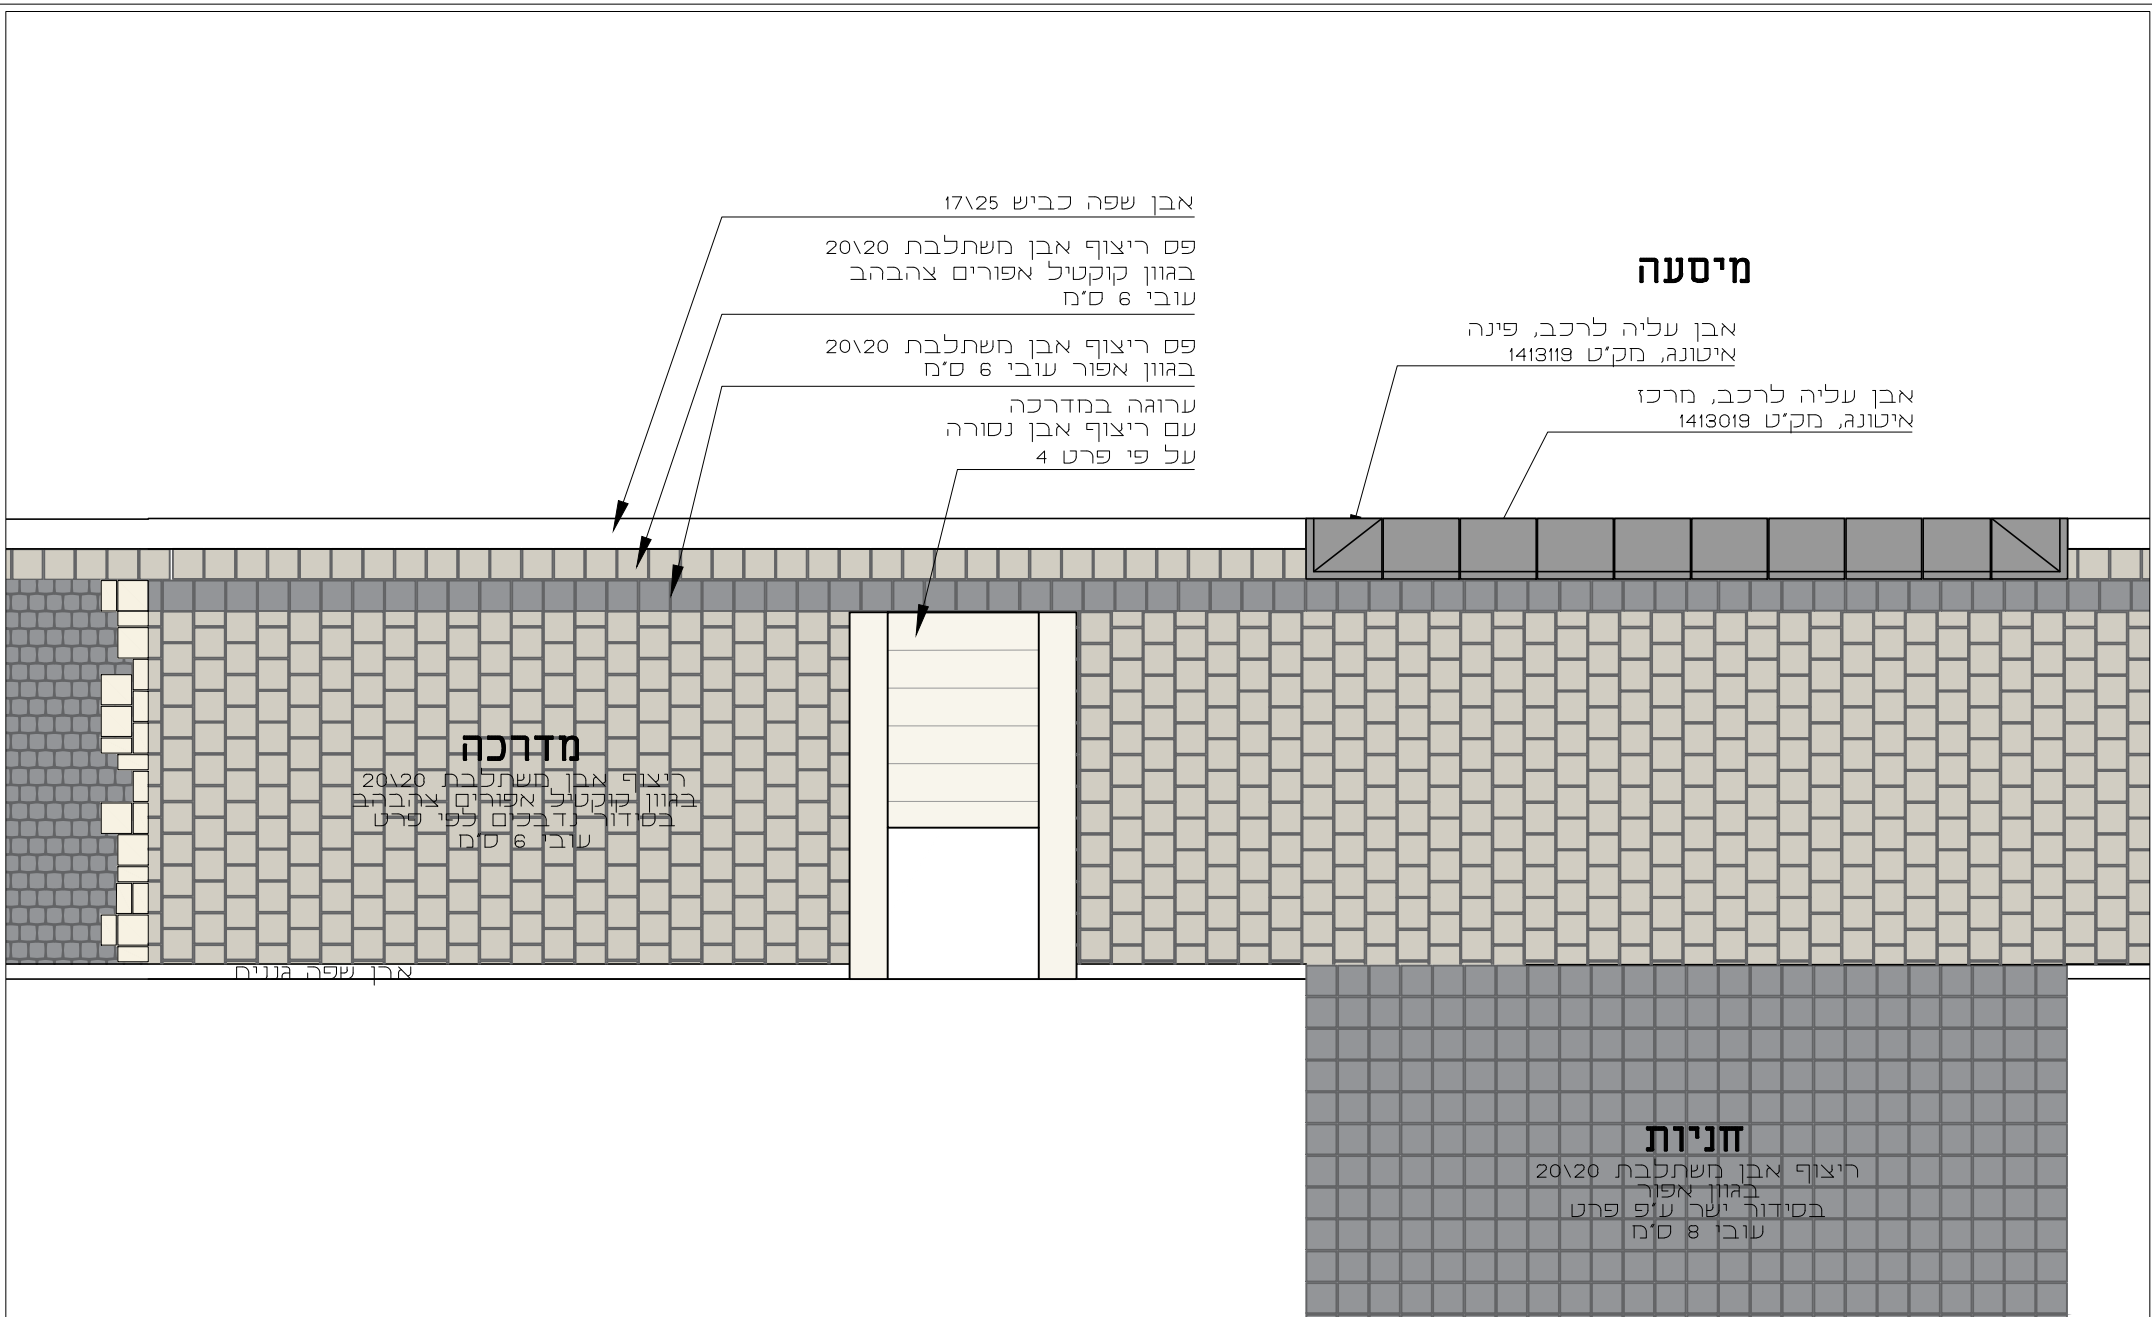 אבן שפה כביש 17\25
פס ריצוף אבן משתלבת 20\20
בגוון קוקטיל אפורים צהבהב
עובי 6 ס"מ
פס ריצוף אבן משתלבת 20\20
בגוון אפור עובי 6 ס"מ
ערוגה במדרכה
עם ריצוף אבן נסורה
על פי פרט 4
מיסעה
אבן עליה לרכב, פינה
איטונג, מק"ט 1413119
אבן עליה לרכב, מרכז
איטונג, מק"ט 1413019
מדרכה
ריצוף אבן משתלבת 20\20
בגוון קוקטיל אפורים צהבהב
בסידור נדבכים לפי פרט
עובי 6 ס"מ
אבן שפה גננית
חניות
ריצוף אבן משתלבת 20\20
בגוון אפור
בסידור ישר ע"פ פרט
עובי 8 ס"מ